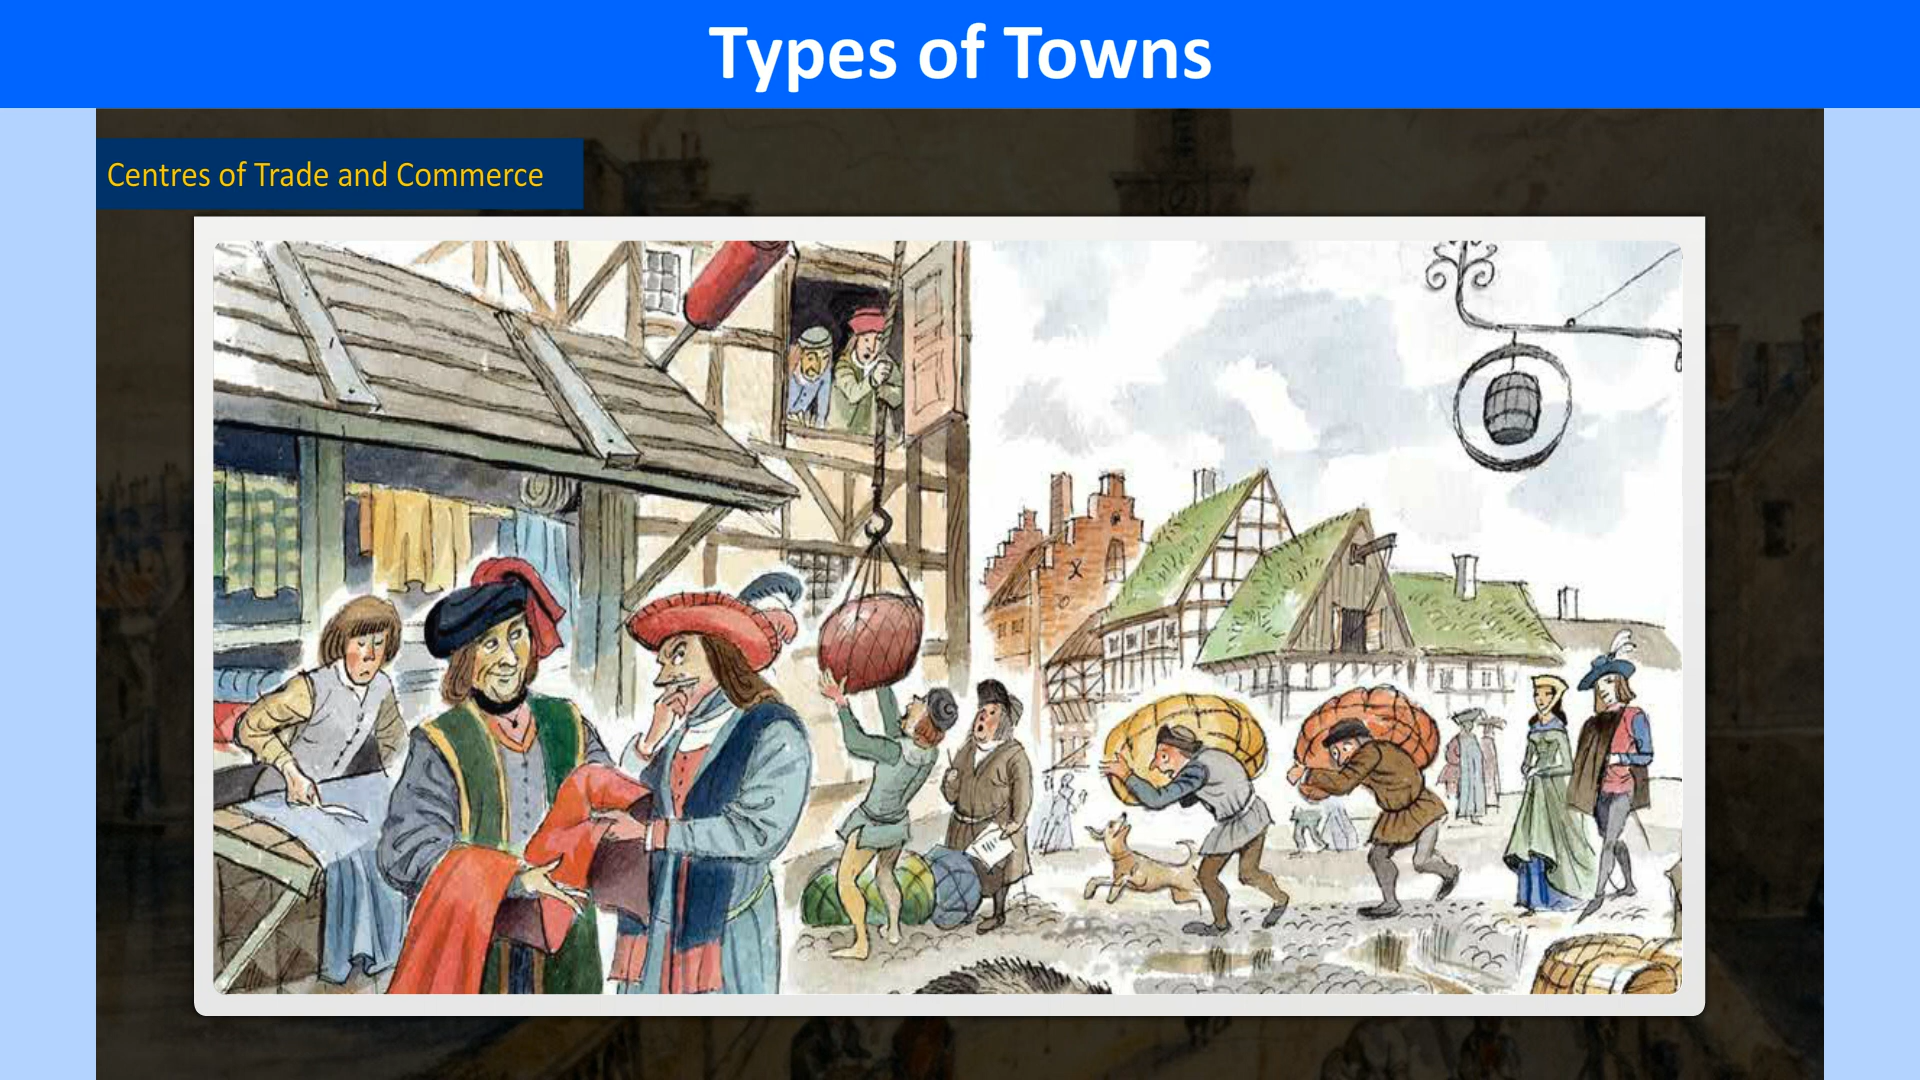 Types of Towns
Centres of Trade and Commerce